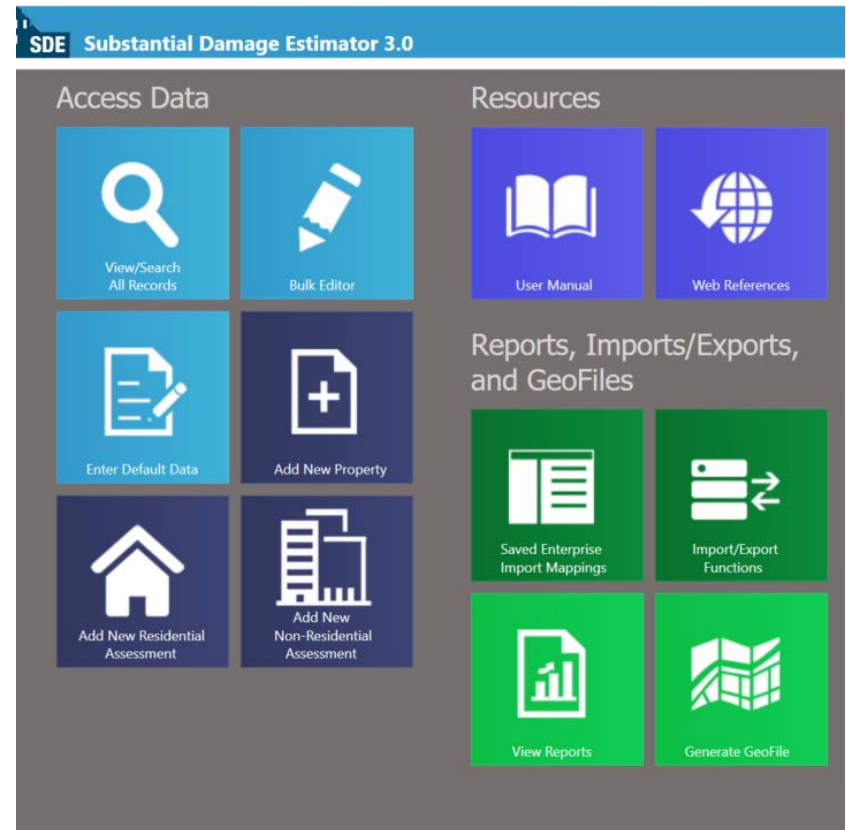 SDE Substantial Damage Estimator 3.0
Access Data
View/Search
All Records
Bulk Editor
Enter Default Data
Add New Property
Add New Residential
Assessment
Add New
Non-Residential
Assessment
Resources
User Manual
Web References
Reports, Imports/Exports,
and GeoFiles
Saved Enterprise
Import Mappings
Import/Export
Functions
View Reports
Generate GeoFile